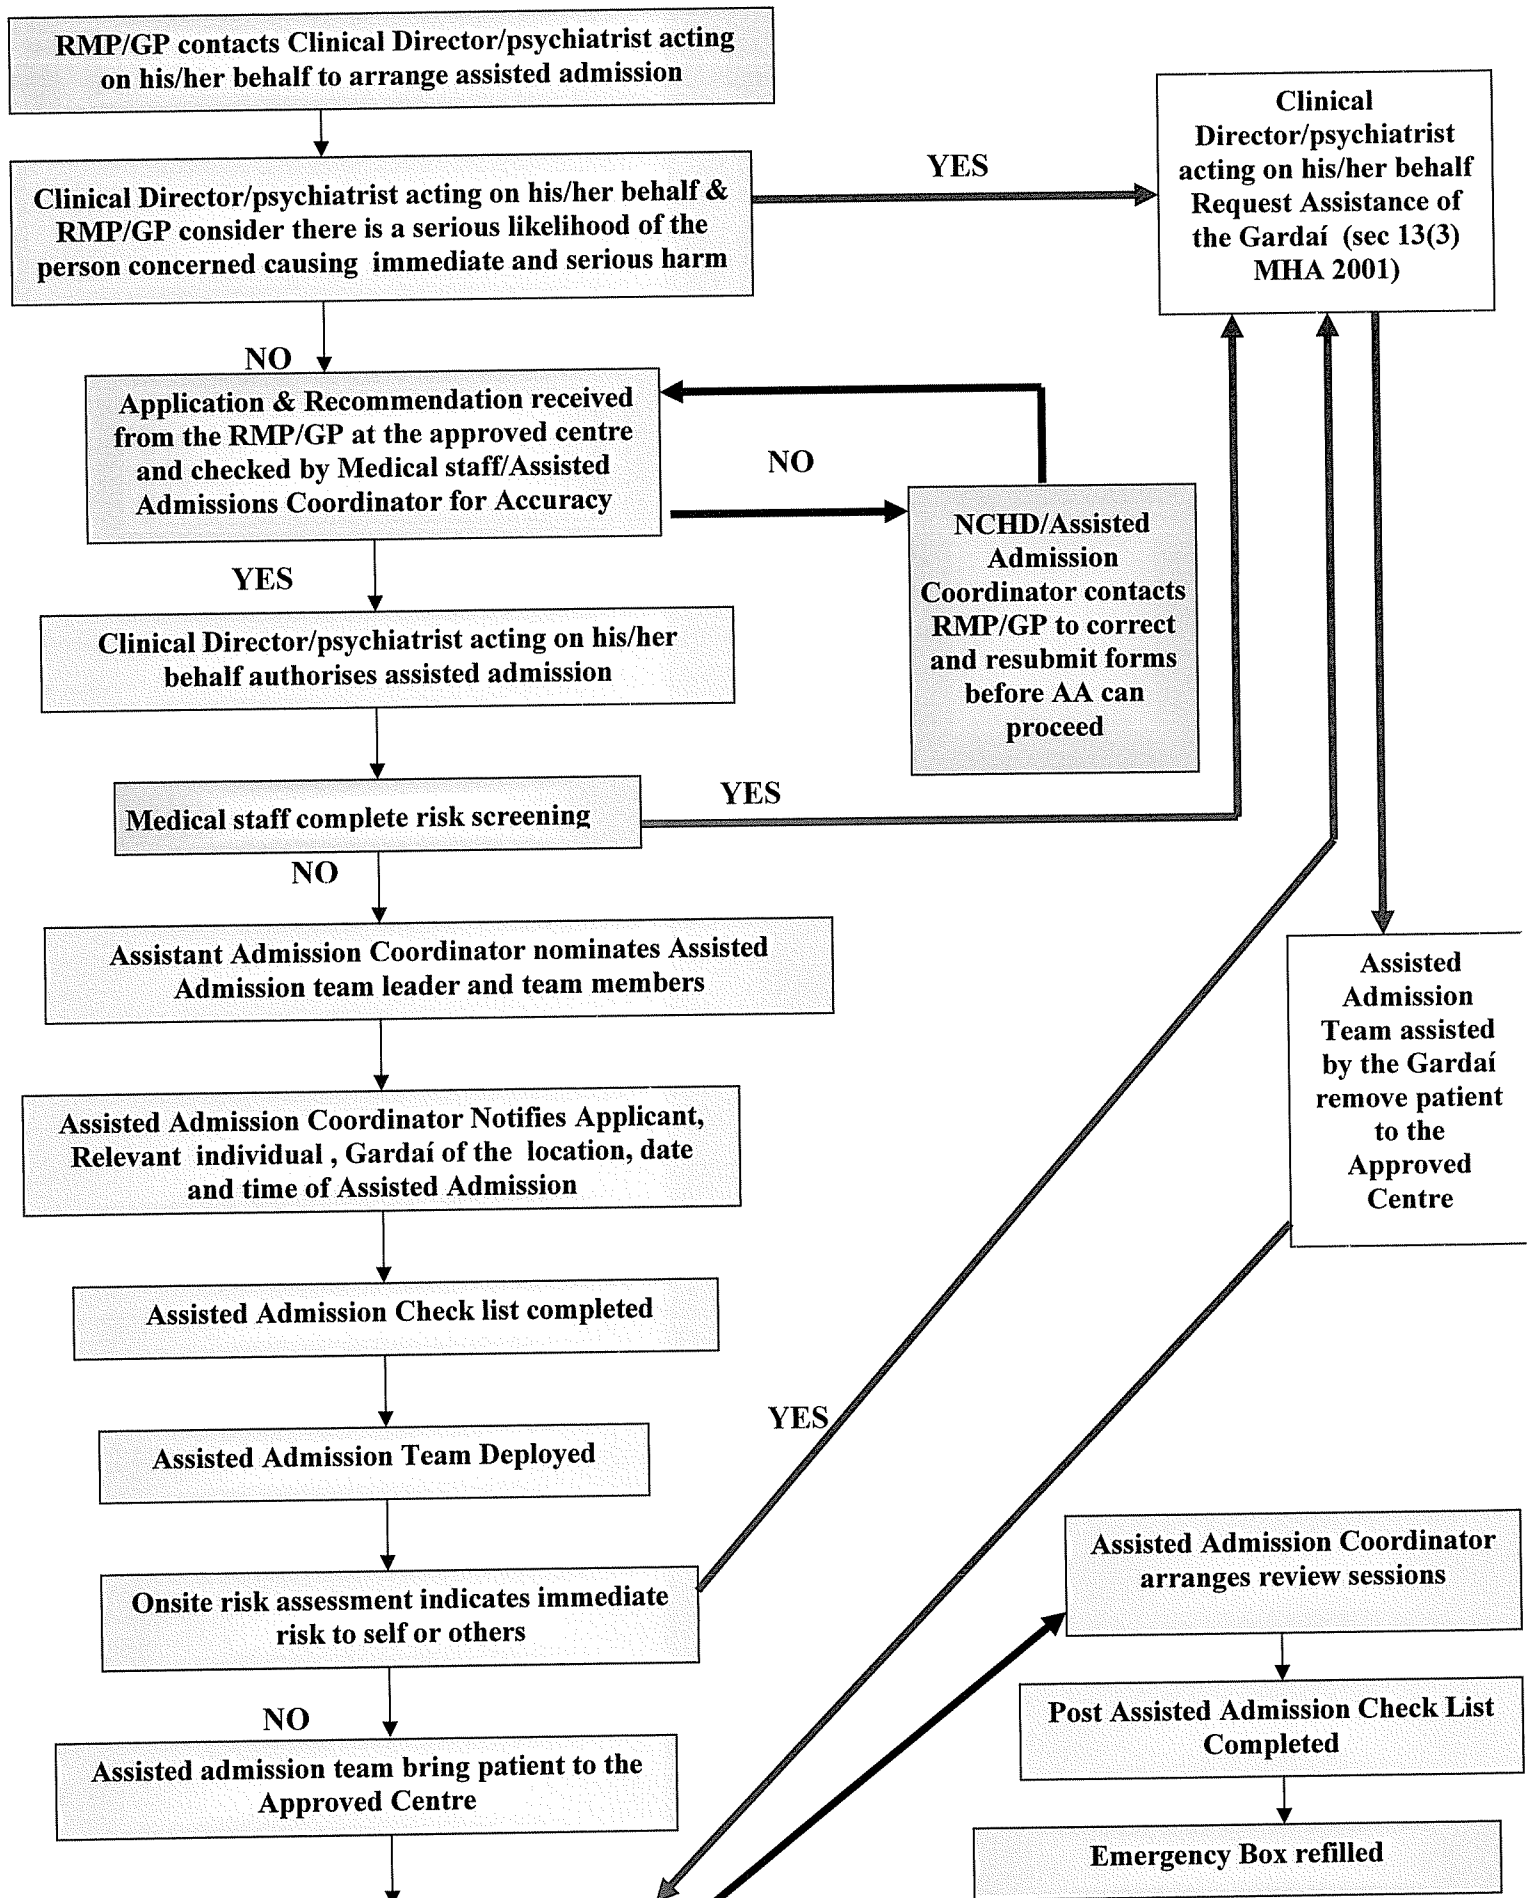 RMP/GP contacts Clinical Director/psychiatrist acting
on his/her behalf to arrange assisted admission
Clinical Director/psychiatrist acting on his/her behalf &
RMP/GP consider there is a serious likelihood of the
person concerned causing immediate and serious harm
YES
Clinical
Director/psychiatrist
acting on his/her behalf
Request Assistance of
the Gardaí (sec 13(3)
MHA 2001)
NO
Application & Recommendation received
from the RMP/GP at the approved centre
and checked by Medical staff/Assisted
Admissions Coordinator for Accuracy
NO
NCHD/Assisted
Admission
Coordinator contacts
RMP/GP to correct
and resubmit forms
before AA can
proceed
YES
Clinical Director/psychiatrist acting on his/her
behalf authorises assisted admission
Medical staff complete risk screening
YES
NO
Assistant Admission Coordinator nominates Assisted
Admission team leader and team members
Assisted
Admission
Team assisted
by the Gardaí
remove patient
to the
Approved
Centre
Assisted Admission Coordinator Notifies Applicant,
Relevant individual , Gardaí of the location, date
and time of Assisted Admission
Assisted Admission Check list completed
Assisted Admission Team Deployed
YES
Onsite risk assessment indicates immediate
risk to self or others
NO
Assisted admission team bring patient to the
Approved Centre
Assisted Admission Coordinator
arranges review sessions
Post Assisted Admission Check List
Completed
Emergency Box refilled